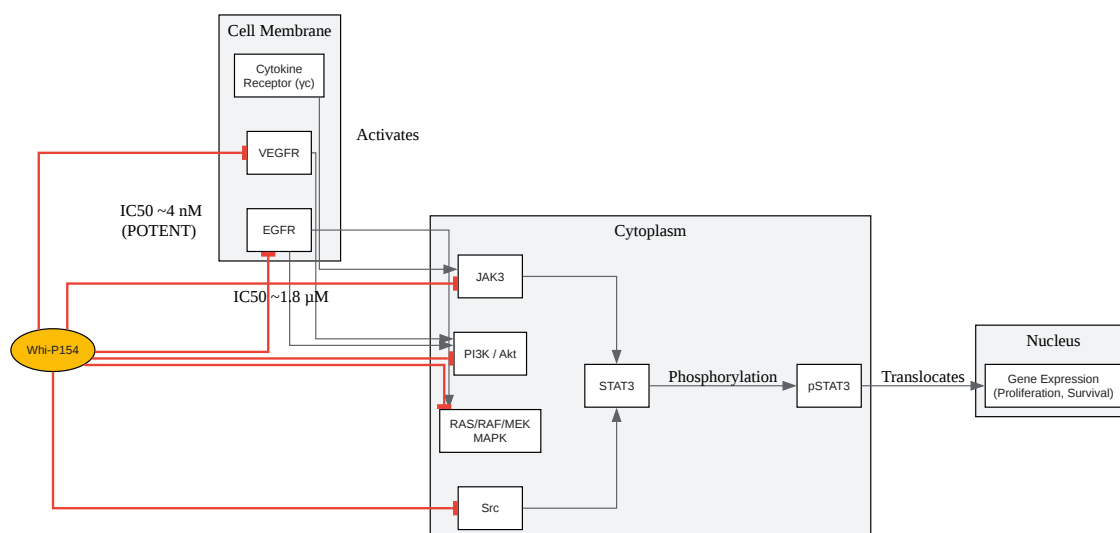 Cell Membrane
Cytokine
Receptor (γc)
Activates
VEGFR
IC50 ~4 nM
(POTENT)
EGFR
Cytoplasm
JAK3
IC50 ~1.8 µM
Whi-P154
PI3K / Akt
Nucleus
STAT3
Phosphorylation
pSTAT3
Translocates
Gene Expression
(Proliferation, Survival)
RAS/RAF/MEK
MAPK
Src